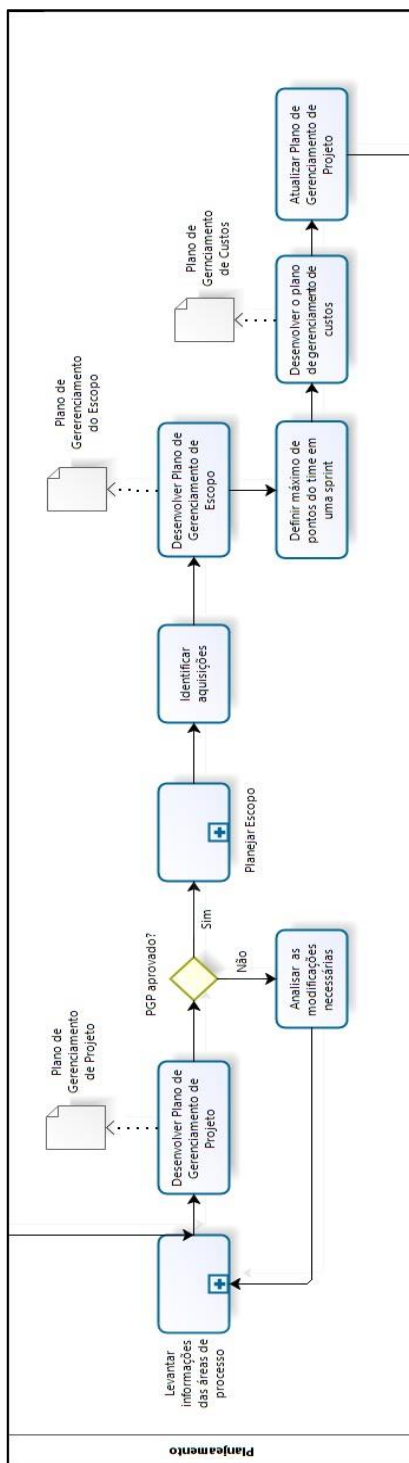 Planjeamento
Levantar
informações
das áreas de
processo
Plano de
Gerenciamento
de Projeto
Desenvolver Plano de
Gerenciamento de
Projeto
PGP aprovado?
Sim
Não
Analisar as
modificações
necessárias
Planejar Escopo
Identificar
aquisições
Plano de
Gererenciamento
do Escopo
Desenvolver Plano de
Gerenciamento de
Escopo
Definir máximo de
pontos do time em
uma sprint
Plano de
Gernciamento
de Custos
Desenvolver o plano
de gerenciamento de
custos
Atualizar Plano de
Gerenciamento de
Projeto